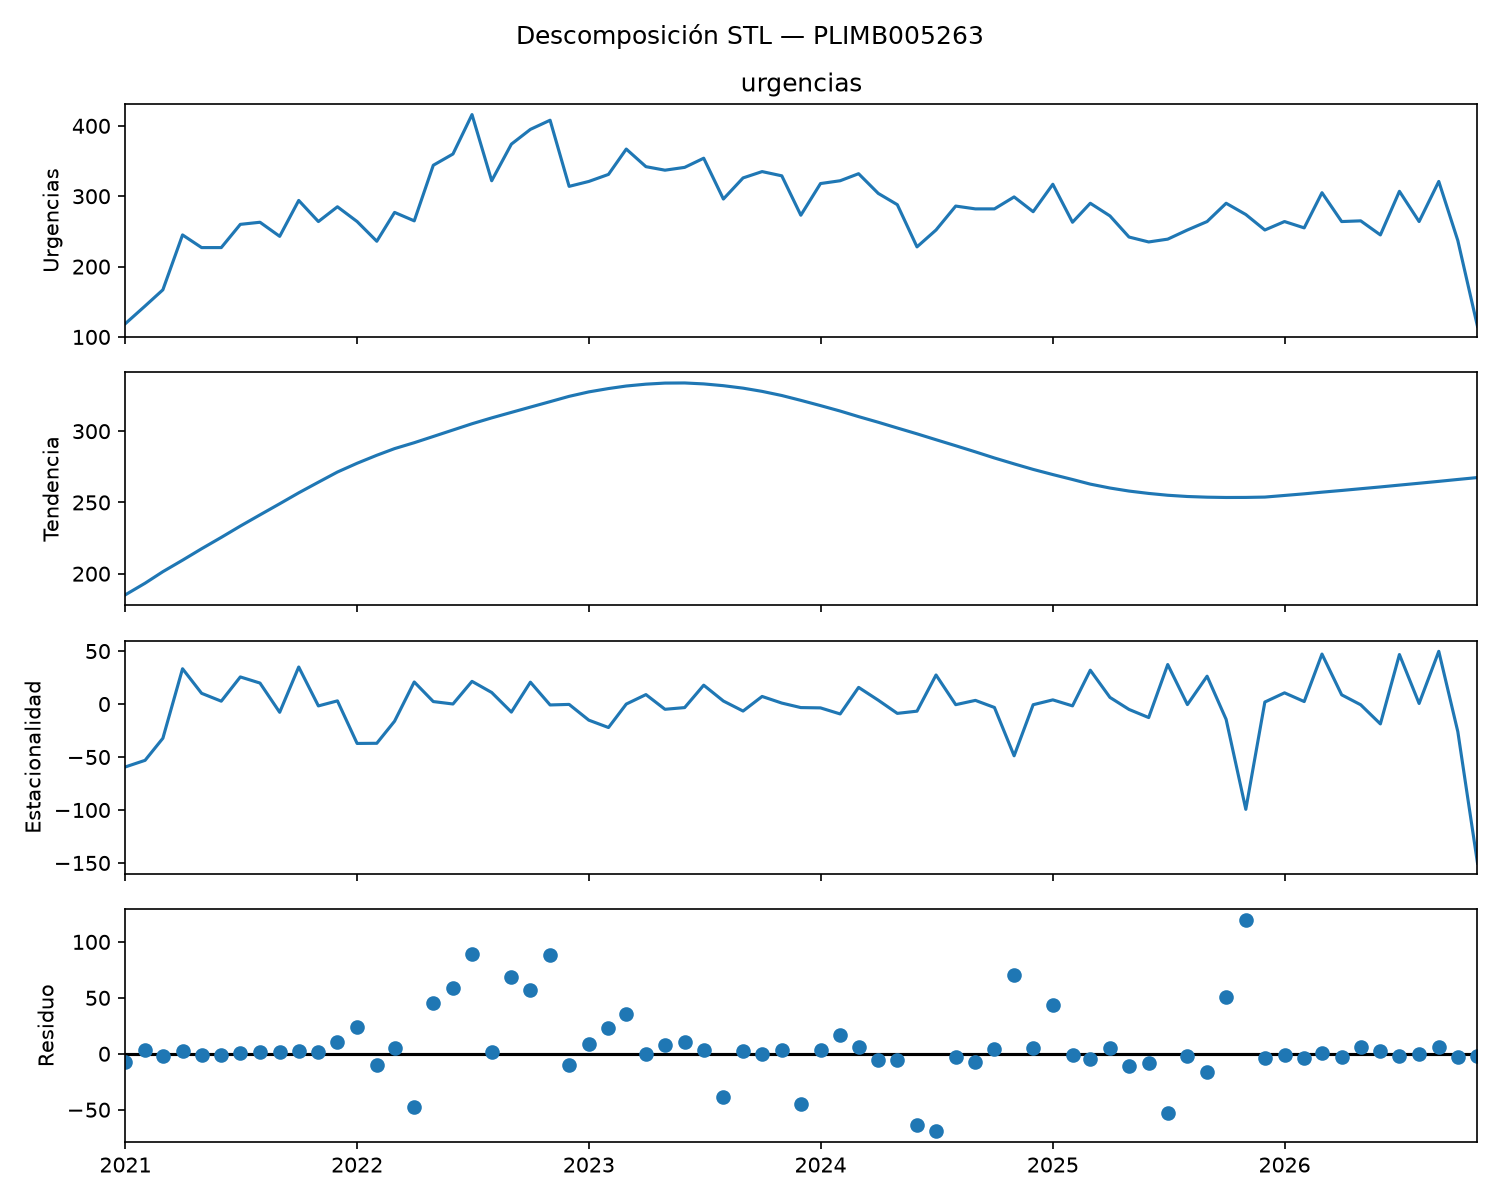 Descomposición STL — PLIMB005263
urgencias
Urgencias
400
300
200
100
Tendencia
300
250
200
Estacionalidad
50
0
−50
−100
−150
Residuo
100
50
0
−50
2021 2022 2023 2024 2025 2026